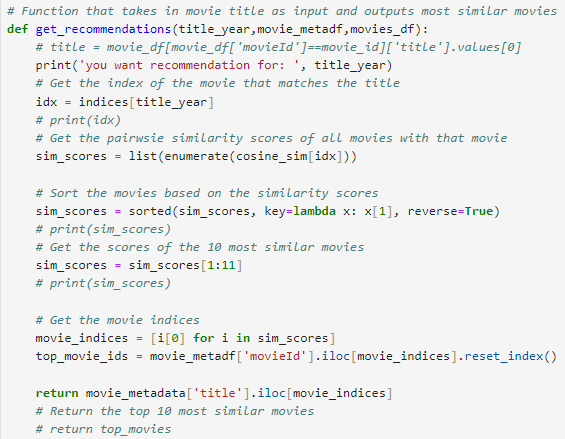 # Function that takes in movie title as input and outputs most similar movies
def get_recommendations(title_year,movie_metadf,movies_df):
    # title = movie_df[movie_df['movieId']==movie_id]['title'].values[0]
    print('you want recommendation for: ', title_year)
    # Get the index of the movie that matches the title
    idx = indices[title_year]
    # print(idx)
    # Get the pairwsie similarity scores of all movies with that movie
    sim_scores = list(enumerate(cosine_sim[idx]))

    # Sort the movies based on the similarity scores
    sim_scores = sorted(sim_scores, key=lambda x: x[1], reverse=True)
    # print(sim_scores)
    # Get the scores of the 10 most similar movies
    sim_scores = sim_scores[1:11]
    # print(sim_scores)

    # Get the movie indices
    movie_indices = [i[0] for i in sim_scores]
    top_movie_ids = movie_metadf['movieId'].iloc[movie_indices].reset_index()

    return movie_metadata['title'].iloc[movie_indices]
    # Return the top 10 most similar movies
    # return top_movies